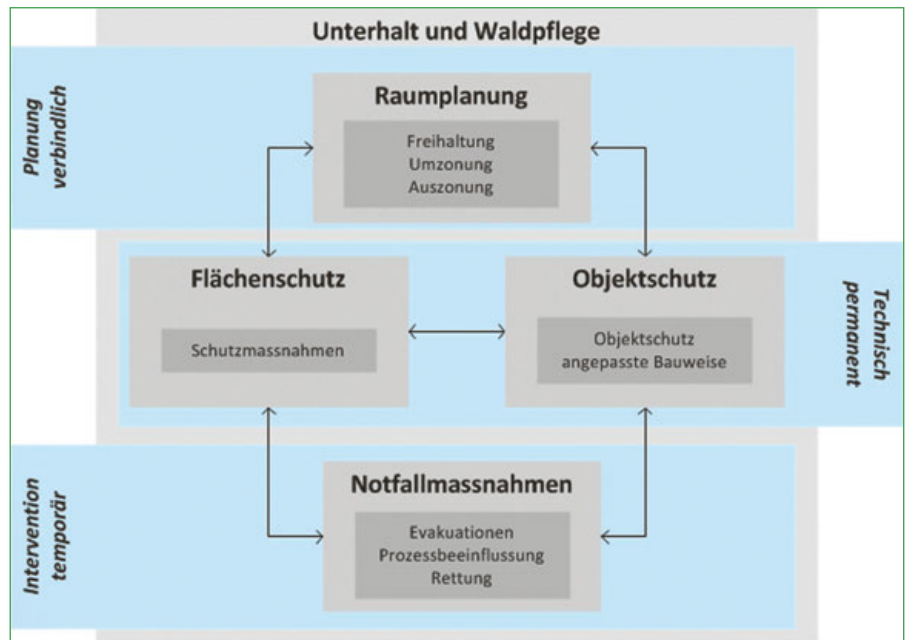 Unterhalt und Waldpflege
Planung
verbindlich
Raumplanung
Freihaltung
Umzonung
Auszonung
Flächenschutz
Schutzmassnahmen
Objektschutz
Objektschutz
angepasste Bauweise
Technisch
permanent
Intervention
temporär
Notfallmassnahmen
Evakuationen
Prozessbeeinflussung
Rettung